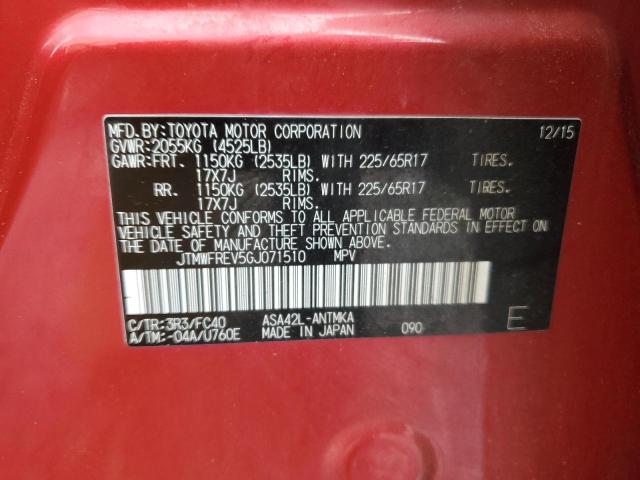 MFD.BY:TOYOTA MOTOR CORPORATION 12/15
GVWR:2055KG (4525LB)
GAWR:FRT. 1150KG (2535LB) WITH 225/65R17 TIRES.
17X7J RIMS.
RR. 1150KG (2535LB) WITH 225/65R17 TIRES.
17X7J RIMS.
THIS VEHICLE CONFORMS TO ALL APPLICABLE FEDERAL MOTOR
VEHICLE SAFETY AND THEFT PREVENTION STANDARDS IN EFFECT ON
THE DATE OF MANUFACTURE SHOWN ABOVE.
JTMWFREV5GJ071510 MPV
C/TR:3R3/FC40 ASA42L-ANTMKA
A/TM:-04A/U760E MADE IN JAPAN 090 E